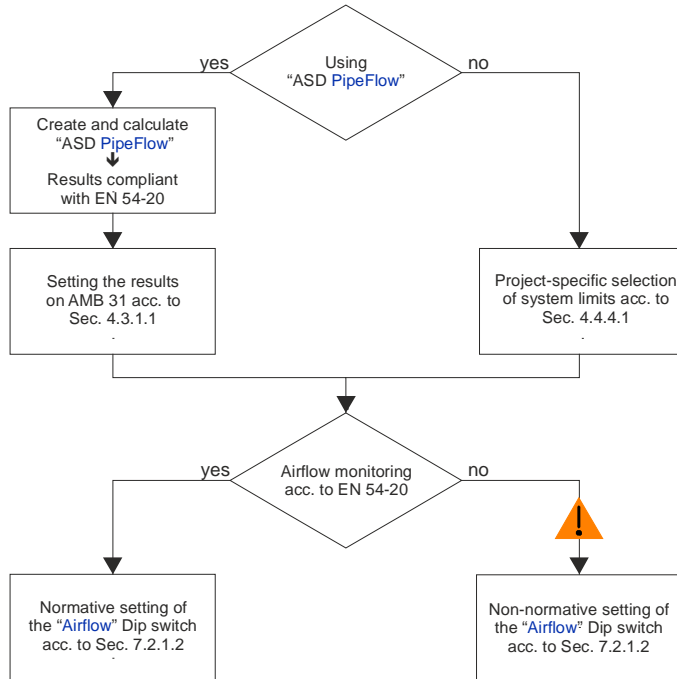 Using
“ASD PipeFlow”
yes
no
Create and calculate
“ASD PipeFlow”
Results compliant
with EN 54-20
Setting the results
on AMB 31 acc. to
Sec. 4.3.1.1
.
Project-specific selection
of system limits acc. to
Sec. 4.4.4.1
.
Airflow monitoring
acc. to EN 54-20
yes
no
Normative setting of
the “Airflow” Dip switch
acc. to Sec. 7.2.1.2
.
Non-normative setting of
the “Airflow” Dip switch
acc. to Sec. 7.2.1.2